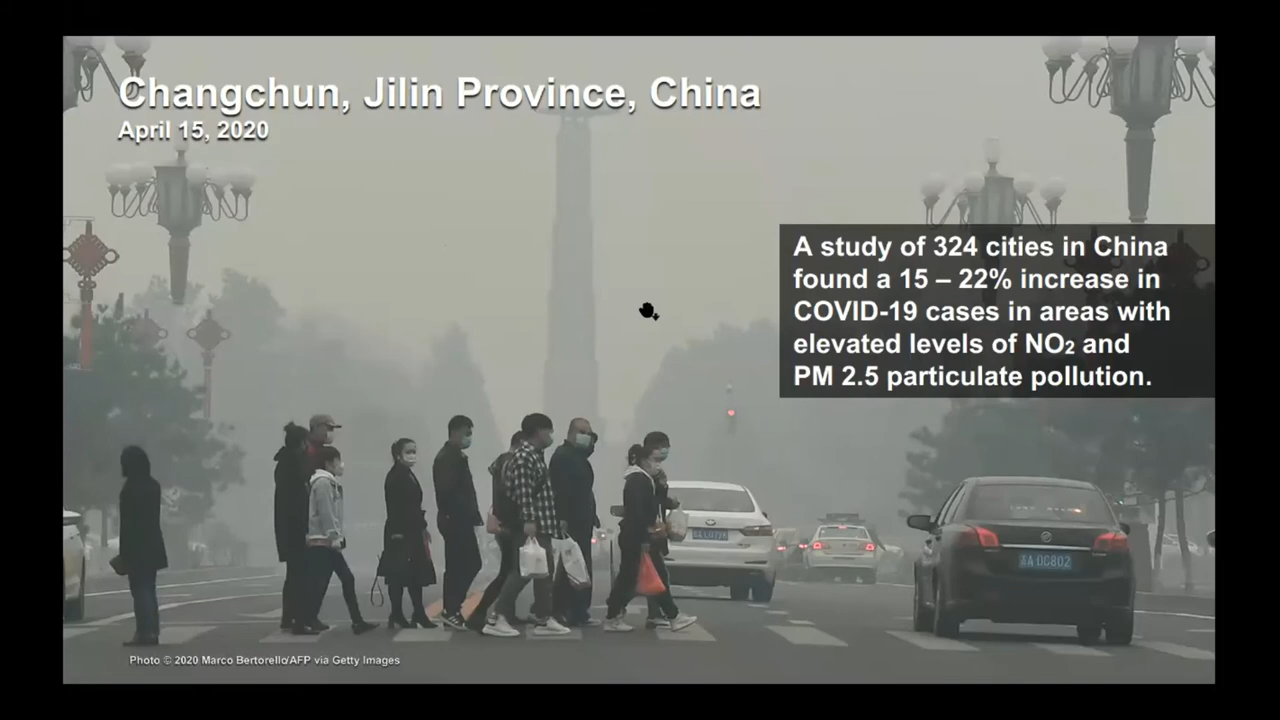 Changchun, Jilin Province, China
April 15, 2020
A study of 324 cities in China
found a 15 – 22% increase in
COVID-19 cases in areas with
elevated levels of NO₂ and
PM 2.5 particulate pollution.
Photo © 2020 Marco Bertorello/AFP via Getty Images